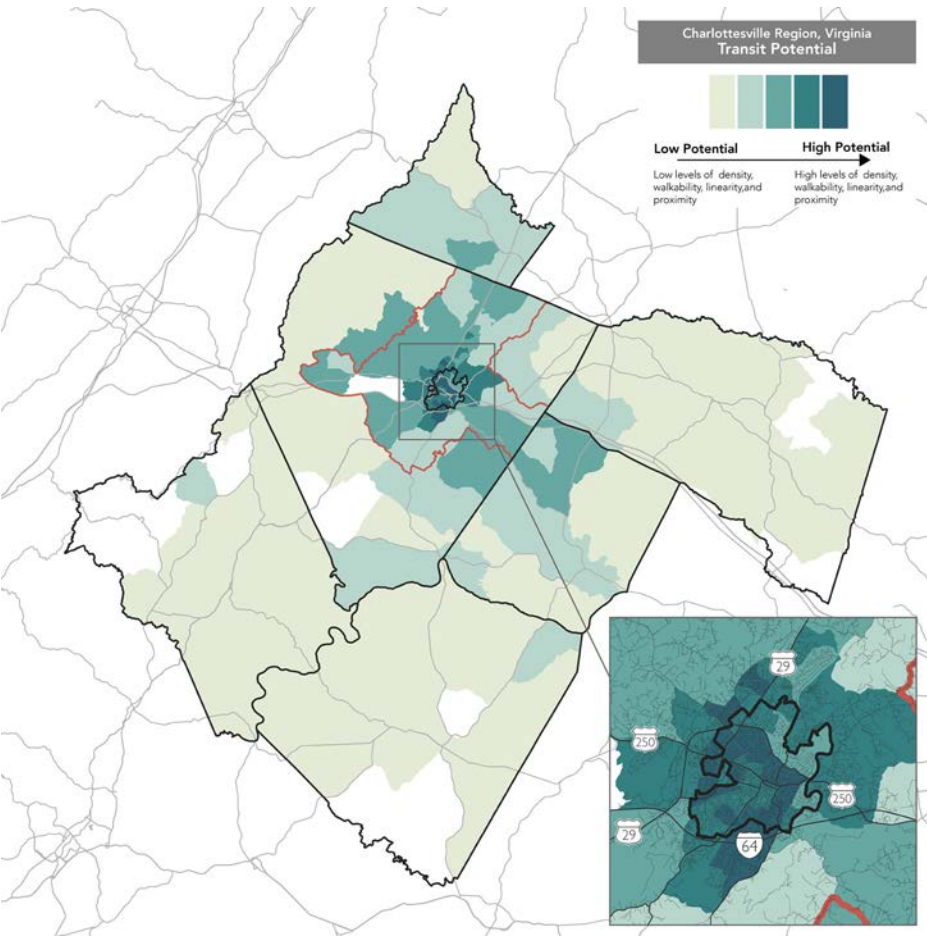 Charlottesville Region, Virginia
Transit Potential
Low Potential
High Potential
Low levels of density,
walkability, linearity,and
proximity
High levels of density,
walkability, linearity,and
proximity
29
250
250
29
64